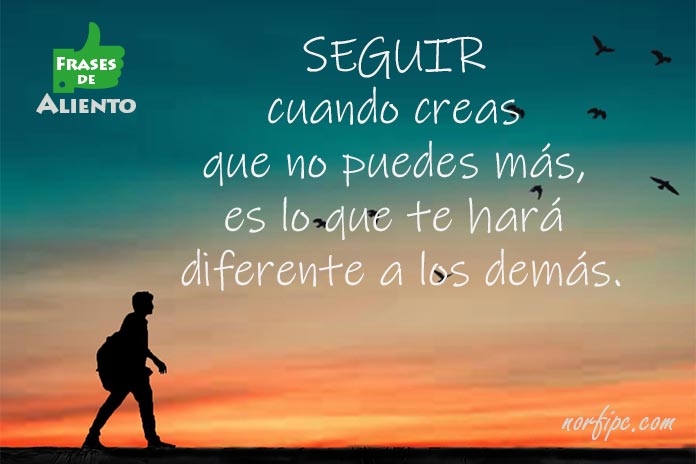 FRASES
DE
ALIENTO
SEGUIR
cuando creas
que no puedes más,
es lo que te hará
diferente a los demás.
norfipc.com